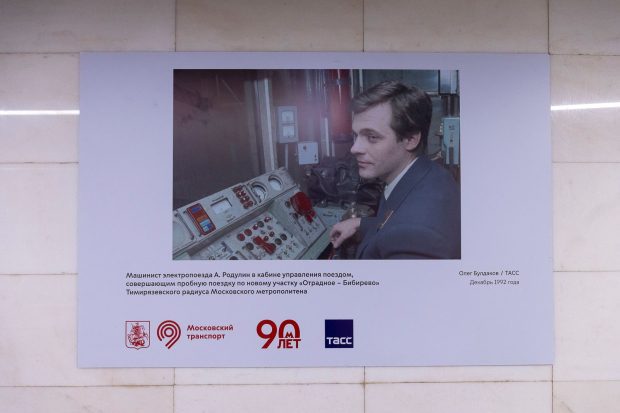 Машинист электропоезда А. Родулин в кабине управления поездом,
совершающим пробную поездку по новому участку «Отрадное – Бибирево»
Тимирязевского радиуса Московского метрополитена
Олег Булдаков / ТАСС
Декабрь 1992 года
Московский
транспорт
90 М ЛЕТ
ТАСС